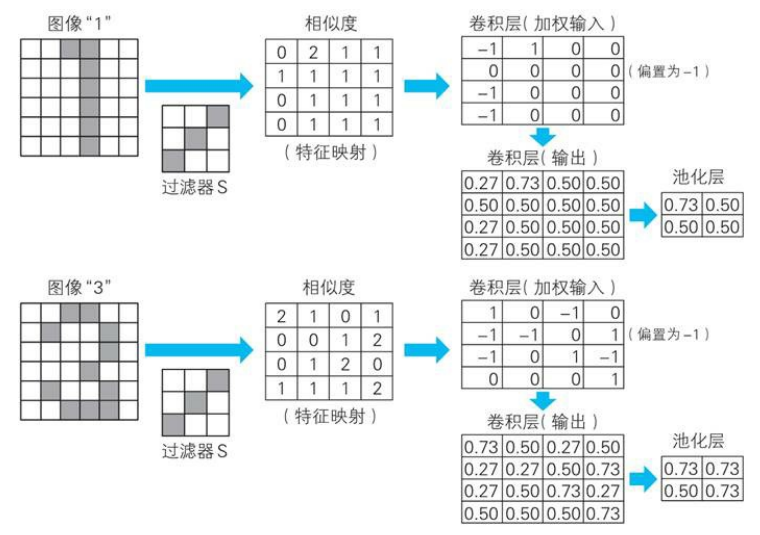 图像“1” 相似度 卷积层(加权输入)
0 2 1 1
1 1 1 1
0 1 1 1
0 1 1 1
(特征映射)
过滤器S
−1 1 0 0
0 0 0 0
−1 0 0 0
−1 0 0 0
(偏置为−1)
卷积层(输出)
0.27 0.73 0.50 0.50
0.50 0.50 0.50 0.50
0.27 0.50 0.50 0.50
0.27 0.50 0.50 0.50
池化层
0.73 0.50
0.50 0.50
图像“3” 相似度 卷积层(加权输入)
2 1 0 1
0 0 1 2
0 1 2 0
1 1 1 2
(特征映射)
过滤器S
1 0 −1 0
−1 −1 0 1
−1 0 1 −1
0 0 0 1
(偏置为−1)
卷积层(输出)
0.73 0.50 0.27 0.50
0.27 0.27 0.50 0.73
0.27 0.50 0.73 0.27
0.50 0.50 0.50 0.73
池化层
0.73 0.73
0.50 0.73